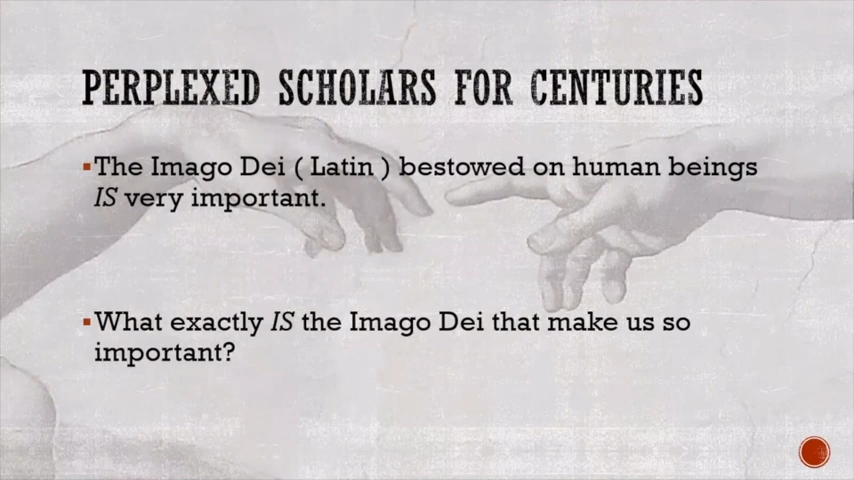 PERPLEXED SCHOLARS FOR CENTURIES
▪The Imago Dei ( Latin ) bestowed on human beings
IS very important.
▪What exactly IS the Imago Dei that make us so
important?